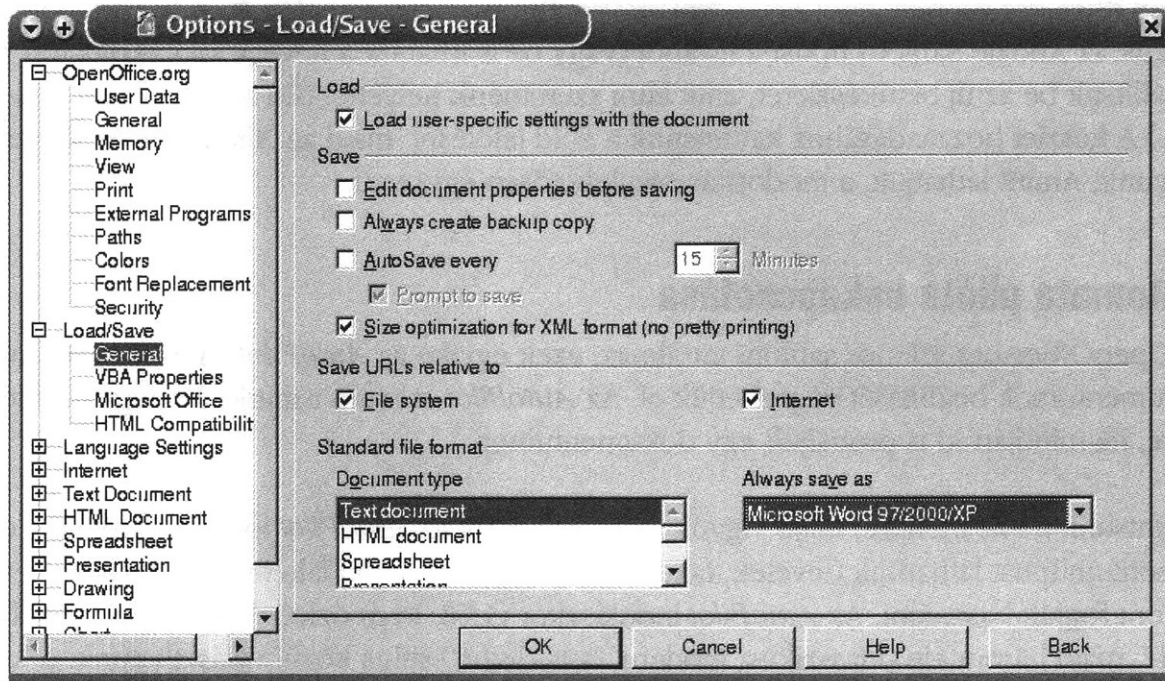 Options - Load/Save - General
OpenOffice.org
User Data
General
Memory
View
Print
External Programs
Paths
Colors
Font Replacement
Security
Load/Save
General
VBA Properties
Microsoft Office
HTML Compatibilit
Language Settings
Internet
Text Document
HTML Document
Spreadsheet
Presentation
Drawing
Formula
Chart
Load
Load user-specific settings with the document
Save
Edit document properties before saving
Always create backup copy
AutoSave every 15 Minutes
Prompt to save
Size optimization for XML format (no pretty printing)
Save URLs relative to
File system Internet
Standard file format
Document type Always save as
Text document Microsoft Word 97/2000/XP
HTML document
Spreadsheet
Presentation
OK Cancel Help Back